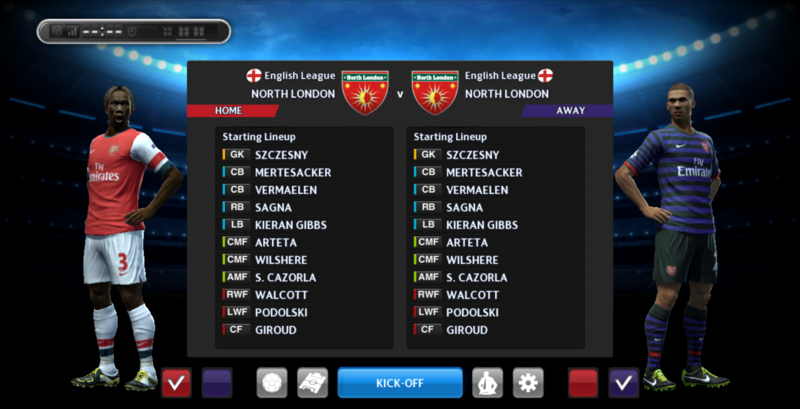 --:--
English League
NORTH LONDON
North London
HOME
v
North London
English League
NORTH LONDON
AWAY
Starting Lineup
GK SZCZESNY
CB MERTESACKER
CB VERMAELEN
RB SAGNA
LB KIERAN GIBBS
CMF ARTETA
CMF WILSHERE
AMF S. CAZORLA
RWF WALCOTT
LWF PODOLSKI
CF GIROUD
Starting Lineup
GK SZCZESNY
CB MERTESACKER
CB VERMAELEN
RB SAGNA
LB KIERAN GIBBS
CMF ARTETA
CMF WILSHERE
AMF S. CAZORLA
RWF WALCOTT
LWF PODOLSKI
CF GIROUD
Fly
Emirates
3
Fly
Emirates
KICK-OFF